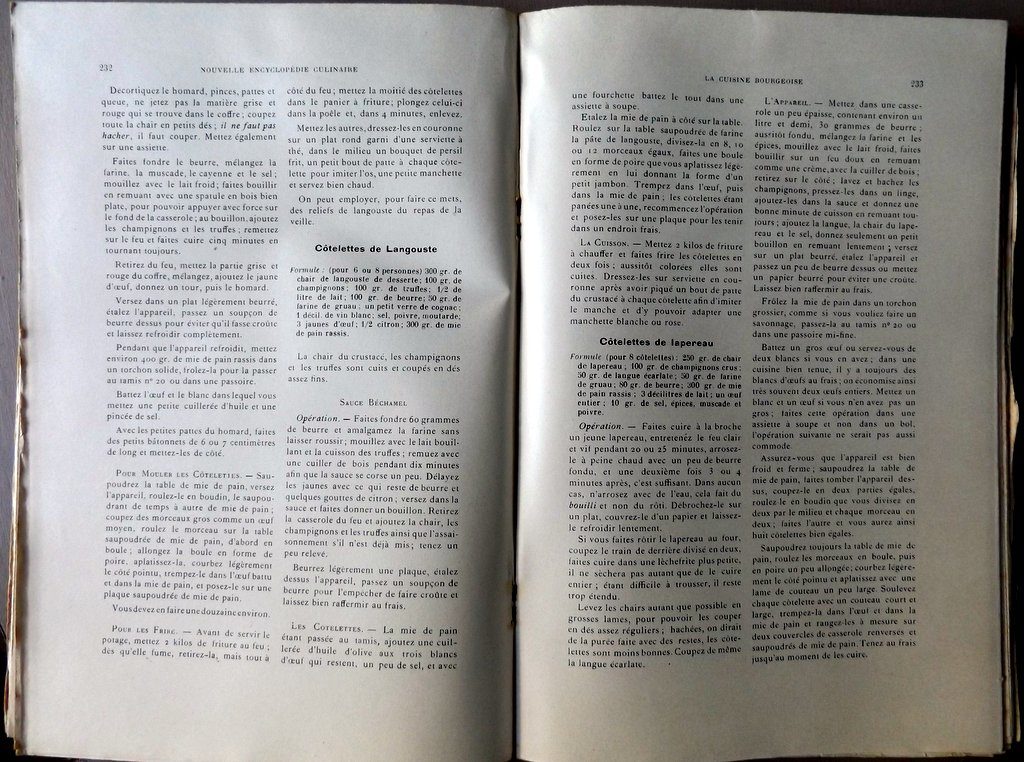 232
NOUVELLE ENCYCLOPÉDIE CULINAIRE
Décortiquez le homard, pinces, pattes et
queue, ne jetez pas la matière grise et
rouge qui se trouve dans le coffre; coupez
toute la chair en petits dés; il ne faut pas
hacher, il faut couper. Mettez également
sur une assiette.
Faites fondre le beurre, mélangez la
farine, la muscade, le cayenne et le sel;
mouillez avec le lait froid; faites bouillir
en remuant avec une spatule en bois bien
plate, pour pouvoir appuyer avec force sur
le fond de la casserole; au bouillon, ajoutez
les champignons et les truffes; remettez
sur le feu et faites cuire cinq minutes en
tournant toujours.
Retirez du feu, mettez la partie grise et
rouge du coffre, mélangez, ajoutez le jaune
d'œuf, donnez un tour, puis le homard.
Versez dans un plat légèrement beurré,
étalez l'appareil, passez un soupçon de
beurre dessus pour éviter qu'il fasse croûte
et laissez refroidir complètement.
Pendant que l'appareil refroidit, mettez
environ 400 gr. de mie de pain rassis dans
un torchon solide, frolez-la pour la passer
au tamis n° 20 ou dans une passoire.
Battez l'œuf et le blanc dans lequel vous
mettez une petite cuillerée d'huile et une
pincée de sel.
Avec les petites pattes du homard, faites
des petits bâtonnets de 6 ou 7 centimètres
de long et mettez-les de côté.
POUR MOULER LES CÔTELETTES. — Sau-
poudrez la table de mie de pain, versez
l'appareil, roulez-le en boudin, le saupou-
drant de temps à autre de mie de pain;
coupez des morceaux gros comme un œuf
moyen, roulez le morceau sur la table
saupoudrée de mie de pain, d'abord en
boule; allongez la boule en forme de
poire, aplatissez-la, courbez légèrement
le côté pointu, trempez-le dans l'œuf battu
et dans la mie de pain, et posez-le sur une
plaque saupoudrée de mie de pain.
Vous devez en faire une douzaine environ.
POUR LES FRIRE. — Avant de servir le
potage, mettez 2 kilos de friture au feu;
dès qu'elle fume, retirez-la, mais tout à
côté du feu; mettez la moitié des côtelettes
dans le panier à friture; plongez celui-ci
dans la poêle et, dans 4 minutes, enlevez.
Mettez les autres, dressez-les en couronne
sur un plat rond garni d'une serviette à
thé, dans le milieu un bouquet de persil
frit, un petit bout de patte à chaque côte-
lette pour imiter l'os, une petite manchette
et servez bien chaud.
On peut employer, pour faire ce mets,
des reliefs de langouste du repas de la
veille.
Côtelettes de Langouste
Formule : (pour 6 ou 8 personnes) 300 gr. de
chair de langouste de desserte; 100 gr. de
champignons; 100 gr. de truffes; 1/2 de
litre de lait; 100 gr. de beurre; 30 gr. de
farine de gruau; un petit verre de cognac;
1 décil. de vin blanc; sel, poivre, moutarde;
3 jaunes d'œuf; 1/2 citron; 300 gr. de mie
de pain rassis.
La chair du crustacé, les champignons
et les truffes sont cuits et coupés en dés
assez fins.
SAUCE BÉCHAMEL
Opération. — Faites fondre 60 grammes
de beurre et amalgamez la farine sans
laisser roussir; mouillez avec le lait bouil-
lant et la cuisson des truffes; remuez avec
une cuiller de bois pendant dix minutes
afin que la sauce se corse un peu. Délayez
les jaunes avec ce qui reste de beurre et
quelques gouttes de citron; versez dans la
sauce et faites donner un bouillon. Retirez
la casserole du feu et ajoutez la chair, les
champignons et les truffes ainsi que l'assai-
sonnement s'il n'est déjà mis; tenez un
peu relevé.
Beurrez légèrement une plaque, étalez
dessus l'appareil, passez un soupçon de
beurre pour l'empecher de faire croûte et
laissez bien raffermir au frais.
LES COTELETTES. — La mie de pain
étant passée au tamis, ajoutez une cuil-
lerée d'huile d'olive aux trois blancs
d'œuf qui restent, un peu de sel, et avec
LA CUISINE BOURGEOISE
233
une fourchette battez le tout dans une
assiette à soupe.
Etalez la mie de pain à côté sur la table.
Roulez sur la table saupoudrée de farine
la pâte de langouste, divisez-la en 8, 10
ou 12 morceaux égaux, faites une boule
en forme de poire que vous aplatissez légè-
rement en lui donnant la forme d'un
petit jambon. Trempez dans l'œuf, puis
dans la mie de pain; les côtelettes étant
panées une à une, recommencez l'opération
et posez-les sur une plaque pour les tenir
dans un endroit frais.
LA CUISSON. — Mettez 2 kilos de friture
à chauffer et faites frire les côtelettes en
deux fois; aussitôt colorées elles sont
cuites. Dressez-les sur serviette en cou-
ronne après avoir piqué un bout de patte
du crustacé à chaque côtelette afin d'imiter
le manche et d'y pouvoir adapter une
manchette blanche ou rose.
Côtelettes de lapereau
Formule (pour 8 côtelettes) : 250 gr. de chair
de lapereau; 100 gr. de champignons crus;
50 gr. de langue écarlate; 50 gr. de farine
de gruau; 80 gr. de beurre; 300 gr. de mie
de pain rassis; 3 décilitres de lait; un œuf
entier; 10 gr. de sel, épices, muscade et
poivre.
Opération. — Faites cuire à la broche
un jeune lapereau, entretenez le feu clair
et vif pendant 20 ou 25 minutes, arrosez-
le à peine chaud avec un peu de beurre
fondu, et une deuxième fois 3 ou 4
minutes après, c'est suffisant. Dans aucun
cas, n'arrosez avec de l'eau, cela fait du
bouilli et non du rôti. Débrochez-le sur
un plat, couvrez-le d'un papier et laissez-
le refroidir lentement.
Si vous faites rôtir le lapereau au four,
coupez le train de derrière divisé en deux,
faites cuire dans une lèchefrite plus petite,
il ne sèchera pas autant que de le cuire
entier; étant difficile à trousser, il reste
trop étendu.
Levez les chairs autant que possible en
grosses lames, pour pouvoir les couper
en dés assez réguliers; hachées, on dirait
de la purée faite avec des restes, les côte-
lettes sont moins bonnes. Coupez de même
la langue écarlate.
L'APPAREIL. — Mettez dans une casse-
role un peu épaisse, contenant environ un
litre et demi, 30 grammes de beurre;
aussitôt fondu, mélangez la farine et les
épices, mouillez avec le lait froid, faites
bouillir sur un feu doux en remuant
comme une crème, avec la cuiller de bois;
retirez sur le côté; lavez et hachez les
champignons, pressez-les dans un linge,
ajoutez-les dans la sauce et donnez une
bonne minute de cuisson en remuant tou-
jours; ajoutez la langue, la chair du lape-
reau et le sel, donnez seulement un petit
bouillon en remuant lentement; versez
sur un plat beurré, étalez l'appareil et
passez un peu de beurre dessus ou mettez
un papier beurré pour éviter une croûte.
Laissez bien raffermir au frais.
Frôlez la mie de pain dans un torchon
grossier, comme si vous vouliez faire un
savonnage, passez-la au tamis n° 20 ou
dans une passoire mi-fine.
Battez un gros œuf ou servez-vous de
deux blancs si vous en avez; dans une
cuisine bien tenue, il y a toujours des
blancs d'œufs au frais; on économise ainsi
très souvent deux œufs entiers. Mettez un
blanc et un œuf si vous n'en avez pas un
gros; faites cette opération dans une
assiette à soupe et non dans un bol,
l'opération suivante ne serait pas aussi
commode.
Assurez-vous que l'appareil est bien
froid et ferme; saupoudrez la table de
mie de pain, faites tomber l'appareil des-
sus, coupez-le en deux parties égales,
roulez-le en boudin que vous divisez en
deux par le milieu et chaque morceau en
deux; faites l'autre et vous aurez ainsi
huit côtelettes bien égales.
Saupoudrez toujours la table de mie de
pain, roulez les morceaux en boule, puis
en poire un peu allongée; courbez légère-
ment le côté pointu et aplatissez avec une
lame de couteau un peu large. Soulevez
chaque côtelette avec un couteau court et
large, trempez-la dans l'œuf et dans la
mie de pain et rangez-les à mesure sur
deux couvercles de casserole renversés et
saupoudrés de mie de pain. Tenez au frais
jusqu'au moment de les cuire.